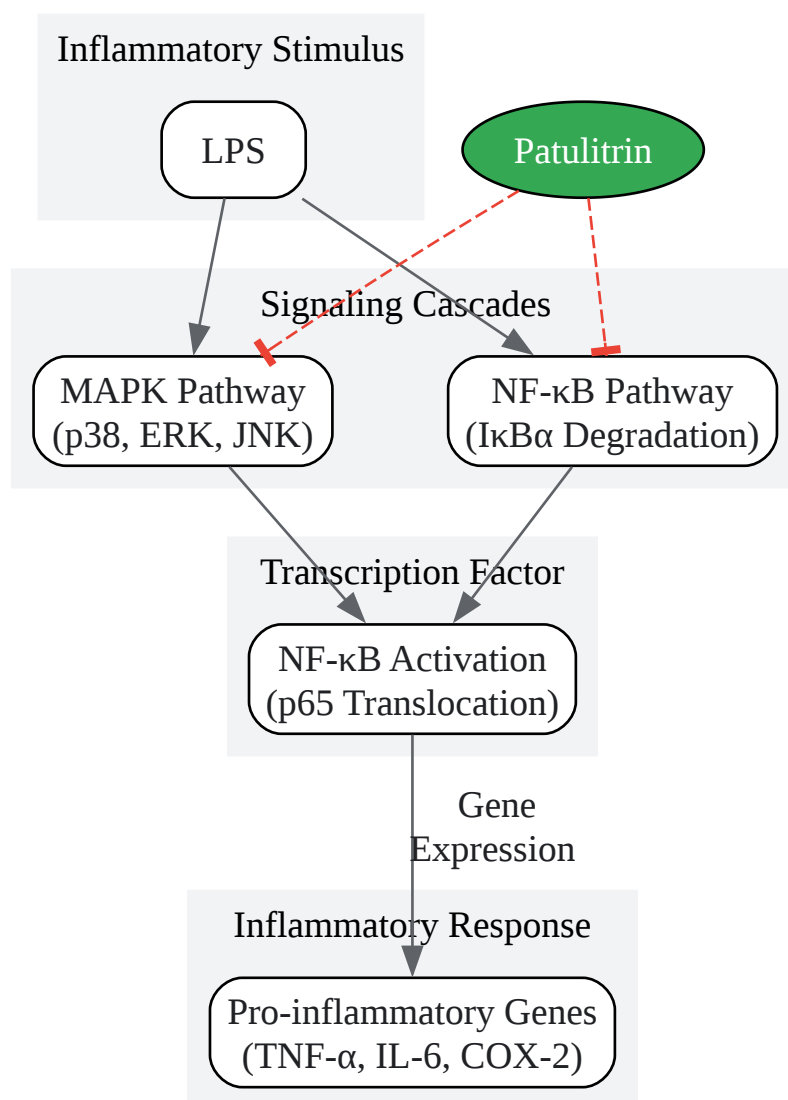 Inflammatory Stimulus
LPS
Patulitrin
Signaling Cascades
MAPK Pathway
(p38, ERK, JNK)
NF-κB Pathway
(IκBα Degradation)
Transcription Factor
NF-κB Activation
(p65 Translocation)
Gene
Expression
Inflammatory Response
Pro-inflammatory Genes
(TNF-α, IL-6, COX-2)